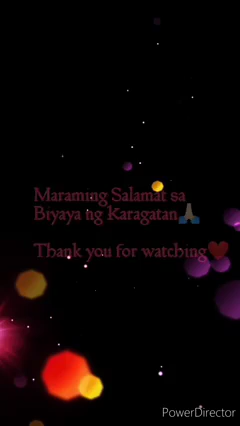 Maraming Salamat sa
Biyaya ng Karagatan🙏
Thank you for watching❤️
PowerDirector